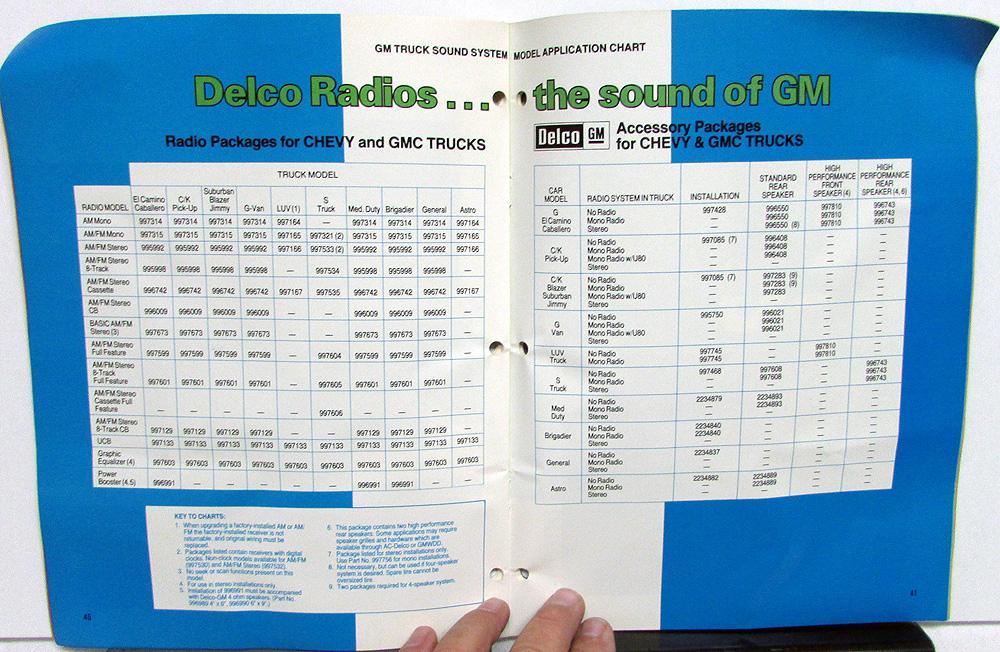 GM TRUCK SOUND SYSTEM MODEL APPLICATION CHART
Delco Radios . . . the sound of GM
Radio Packages for CHEVY and GMC TRUCKS
TRUCK MODEL
RADIO MODEL El Camino Caballero C/K Pick-Up Suburban Blazer Jimmy G-Van LUV (1) S Truck Med. Duty Brigadier General Astro
AM Mono 997314 997314 997314 997314 997164 — 997314 997314 997314 997164
AM/FM Mono 997315 997315 997315 997315 997165 997321 (2) 997315 997315 997315 997165
AM/FM Stereo 995992 995992 995992 995992 997166 997533 (2) 995992 995992 995992 997166
AM/FM Stereo 8-Track 995998 995998 995998 995998 — 997534 995998 995998 995998 —
AM/FM Stereo Cassette 996742 996742 996742 996742 997167 997535 996742 996742 996742 997167
AM/FM Stereo CB 996009 996009 996009 996009 — — 996009 996009 996009 —
BASIC AM/FM Stereo (3) 997673 997673 997673 997673 — — 997673 997673 997673 —
AM/FM Stereo Full Feature 997599 997599 997599 997599 — 997604 997599 997599 997599 —
AM/FM Stereo 8-Track Full Feature 997601 997601 997601 997601 — 997605 997601 997601 997601 —
AM/FM Stereo Cassette Full Feature — — — — — 997606 — — — —
AM/FM Stereo 8-Track CB 997129 997129 997129 997129 — — 997129 997129 997129 —
UCB 997133 997133 997133 997133 997133 997133 997133 997133 997133 997133
Graphic Equalizer (4) 997603 997603 997603 997603 997603 997603 997603 997603 997603 997603
Power Booster (4,5) 996991 — — — — — 996991 996991 — —
KEY TO CHARTS:
1. When upgrading a factory-installed AM or AM/
FM the factory-installed receiver is not
returnable, and original wiring must be
replaced.
2. Packages listed contain receivers with digital
clocks. Non-clock models available for AM/FM
(997530) and AM/FM Stereo (997532).
3. No seek or scan functions present on this
model.
4. For use in stereo installations only.
5. Installation of 996991 must be accompanied
with Delco-GM 4 ohm speakers. (Part No.
996989 4" x 6", 996990 6" x 9".)
6. This package contains two high performance
rear speakers. Some applications may require
speaker grilles and hardware which are
available through AC-Delco or GMWDD.
7. Package listed for stereo installations only.
Use Part No. 997756 for mono installations.
8. Not necessary, but can be used if four-speaker
system is desired. Spare tire cannot be
oversized tire.
9. Two packages required for 4-speaker system.
40
Delco GM
Accessory Packages
for CHEVY & GMC TRUCKS
CAR MODEL RADIO SYSTEM IN TRUCK INSTALLATION STANDARD REAR SPEAKER HIGH PERFORMANCE FRONT SPEAKER (4) HIGH PERFORMANCE REAR SPEAKER (4, 6)
G El Camino Caballero
No Radio 997428 996550 997810 996743
Mono Radio — 996550 997810 996743
Stereo — 996550 (8) — 996743
C/K Pick-Up
No Radio 997085 (7) 996408 — —
Mono Radio — 996408 — —
Mono Radio w/U80 — 996408 — —
Stereo — — — —
C/K Blazer Suburban Jimmy
No Radio 997085 (7) 997283 (9) — —
Mono Radio — 997283 (9) — —
Mono Radio w/U80 — 997283 — —
Stereo — — — —
G Van
No Radio 995750 996021 — —
Mono Radio — 996021 — —
Mono Radio w/U80 — 996021 — —
Stereo — — — —
LUV Truck
No Radio 997745 — 997810 —
Mono Radio 997745 — 997810 —
S Truck
No Radio 997468 997608 — 996743
Mono Radio — 997608 — 996743
Stereo — — — 996743
Med Duty
No Radio 2234879 2234893 — —
Mono Radio — 2234893 — —
Stereo — — — —
Brigadier
No Radio 2234840 — — —
Mono Radio 2234840 — — —
Stereo — — — —
General
No Radio 2234837 — — —
Mono Radio — — — —
Stereo — — — —
Astro
No Radio 2234882 2234889 — —
Mono Radio — 2234889 — —
Stereo — — — —
41